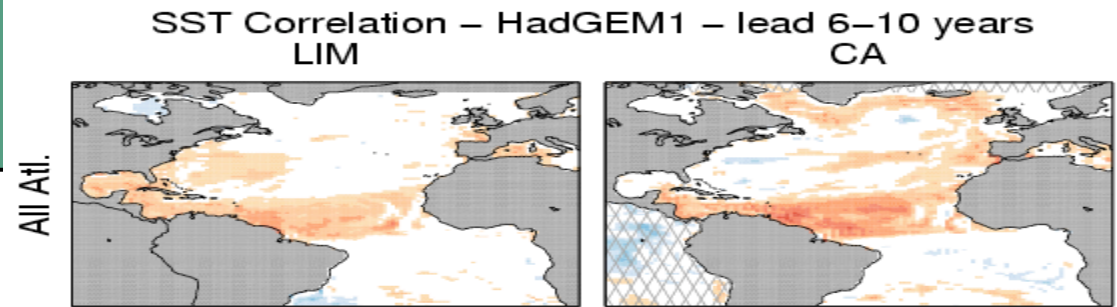 SST Correlation – HadGEM1 – lead 6–10 years
LIM CA
All Atl.